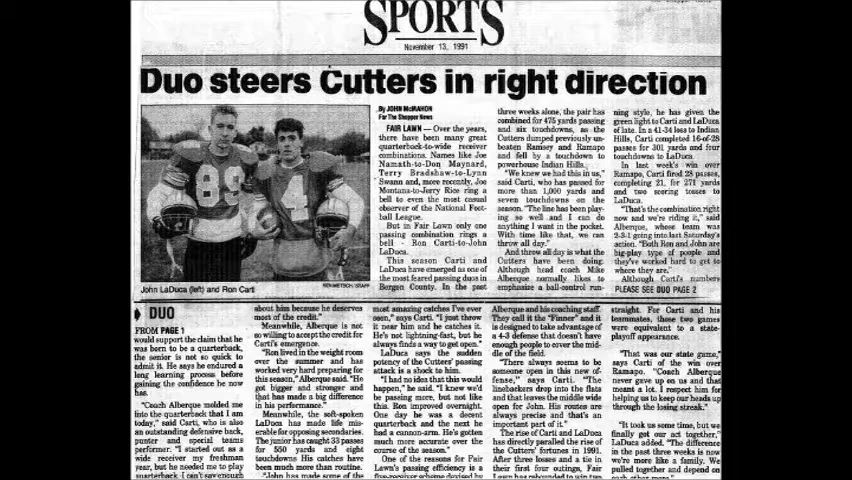 SPORTS
November 13, 1991
Duo steers Cutters in right direction
John LaDuca (left) and Ron Carti
By JOHN McMAHON
For The Shopper News
FAIR LAWN — Over the years,
there have been many great
quarterback-to-wide receiver
combinations. Names like Joe
Namath-to-Don Maynard,
Terry Bradshaw-to-Lynn
Swann and, more recently, Joe
Montana-to-Jerry Rice ring a
bell to even the most casual
observer of the National Foot-
ball League.
But in Fair Lawn only one
passing combination rings a
bell - Ron Carti-to-John
LaDuca.
This season Carti and
LaDuca have emerged as one of
the most feared passing duos in
Bergen County. In the past
three weeks alone, the pair has
combined for 475 yards passing
and six touchdowns, as the
Cutters dumped previously un-
beaten Ramsey and Ramapo
and fell by a touchdown to
powerhouse Indian Hills.
"We knew we had this in us,"
said Carti, who has passed for
more than 1,000 yards and
seven touchdowns on the
season. "The line has been play-
ing so well and I can do
anything I want in the pocket.
With time like that, we can
throw all day."
And throw all day is what the
Cutters have been doing.
Although head coach Mike
Alberque normally likes to
emphasize a ball-control run-
ning style, he has given the
green light to Carti and LaDuca
of late. In a 41-34 loss to Indian
Hills, Carti completed 16-of-28
passes for 301 yards and four
touchdowns to LaDuca.
In last week's win over
Ramapo, Carti fired 28 passes,
completing 21, for 271 yards
and two scoring tosses to
LaDuca.
"That's the combination right
now and we're riding it," said
Alberque, whose team was
2-3-1 going into last Saturday's
action. "Both Ron and John are
big-play type of people and
they've worked hard to get to
where they are."
Although Carti's numbers
PLEASE SEE DUO PAGE 2
DUO
FROM PAGE 1
would support the claim that he
was born to be a quarterback,
the senior is not so quick to
admit it. He says he endured a
long learning process before
gaining the confidence he now
has.
"Coach Alberque molded me
into the quarterback that I am
today," said Carti, who is also
an outstanding defensive back,
punter and special teams
performer. "I started out as a
wide receiver my freshman
year, but he needed me to play
quarterback. I can't say enough
about him because he deserves
most of the credit."
Meanwhile, Alberque is not
so willing to accept the credit for
Carti's emergence.
"Ron lived in the weight room
over the summer and has
worked very hard preparing for
this season," Alberque said. "He
got bigger and stronger and
that has made a big difference
in his performance."
Meanwhile, the soft-spoken
LaDuca has made life mis-
erable for opposing secondaries.
The junior has caught 33 passes
for 550 yards and eight
touchdowns His catches have
been much more than routine.
"John has made some of the
most amazing catches I've ever
seen," says Carti. "I just throw
it near him and he catches it.
He's not lightning-fast, but he
always finds a way to get open."
LaDuca says the sudden
potency of the Cutters' passing
attack is a shock to him.
"I had no idea that this would
happen," he said. "I knew we'd
be passing more, but not like
this. Ron improved overnight.
One day he was a decent
quarterback and the next he
had a cannon-arm. He's gotten
much more accurate over the
course of the season."
One of the reasons for Fair
Lawn's passing efficiency is a
five-receiver scheme devised by
Alberque and his coaching staff.
They call it the "Finner" and it
is designed to take advantage of
a 4-3 defense that doesn't have
enough people to cover the mid-
dle of the field.
"There always seems to be
someone open in this new of-
fense," says Carti. "The
linebackers drop into the flats
and that leaves the middle wide
open for John. His routes are
always precise and that's an
important part of it."
The rise of Carti and LaDuca
has directly paralled the rise of
the Cutters' fortunes in 1991.
After three losses and a tie in
their first four outings, Fair
Lawn has rebounded to win two
straight. For Carti and his
teammates, those two games
were equivalent to a state-
playoff appearance.
"That was our state game,"
says Carti of the win over
Ramapo. "Coach Alberque
never gave up on us and that
meant a lot. I respect him for
helping us to keep our heads up
through the losing streak."
"It took us some time, but we
finally got our act together,"
LaDuca added. "The difference
in the past three weeks is now
we're more like a family. We
pulled together and depend on
each other more."